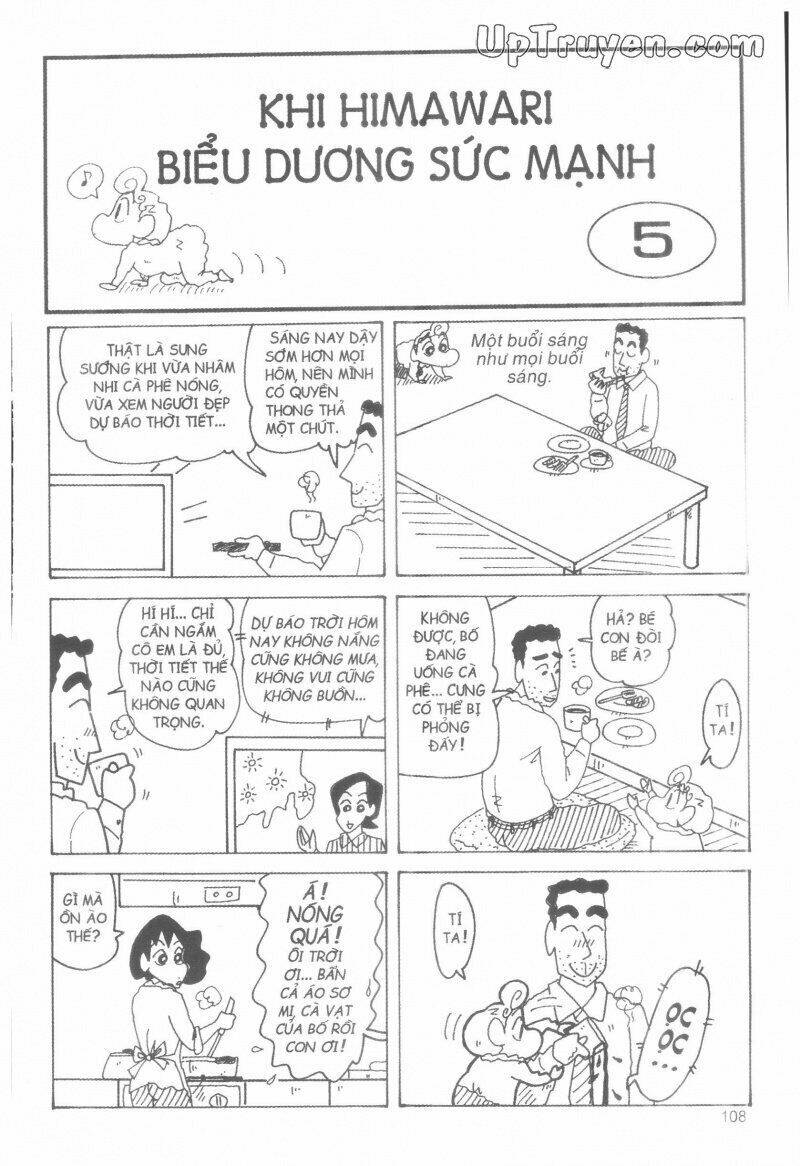 UpTruyen.com
KHI HIMAWARI
BIỂU DƯƠNG SỨC MẠNH
5
Một buổi sáng
như mọi buổi
sáng.
SÁNG NAY DẬY
SỚM HƠN MỌI
HÔM, NÊN MÌNH
CÓ QUYỀN
THONG THẢ
MỘT CHÚT.
THẬT LÀ SUNG
SƯỚNG KHI VỪA NHÂM
NHI CÀ PHÊ NÓNG,
VỪA XEM NGƯỜI ĐẸP
DỰ BÁO THỜI TIẾT...
HẢ? BÉ
CON ĐÒI
BẾ À?
TI
TA!
KHÔNG
ĐƯỢC, BỐ
ĐANG
UỐNG CÀ
PHÊ... CƯNG
CÓ THỂ BỊ
PHỎNG
ĐẤY!
DỰ BÁO TRỜI HÔM
NAY KHÔNG NẮNG
CŨNG KHÔNG MƯA,
KHÔNG VUI CŨNG
KHÔNG BUỒN...
HÍ HÍ... CHỈ
CẦN NGẮM
CÔ EM LÀ ĐỦ,
THỜI TIẾT THẾ
NÀO CŨNG
KHÔNG QUAN
TRỌNG.
TÍ
TA!
ỌC
ỌC
...
Á!
NÓNG
QUÁ!
ÔI TRỜI
ƠI... BẨN
CẢ ÁO SƠ
MI, CÀ VẠT
CỦA BỐ RỒI
CON ƠI!
GÌ MÀ
ỒN ÀO
THẾ?
108